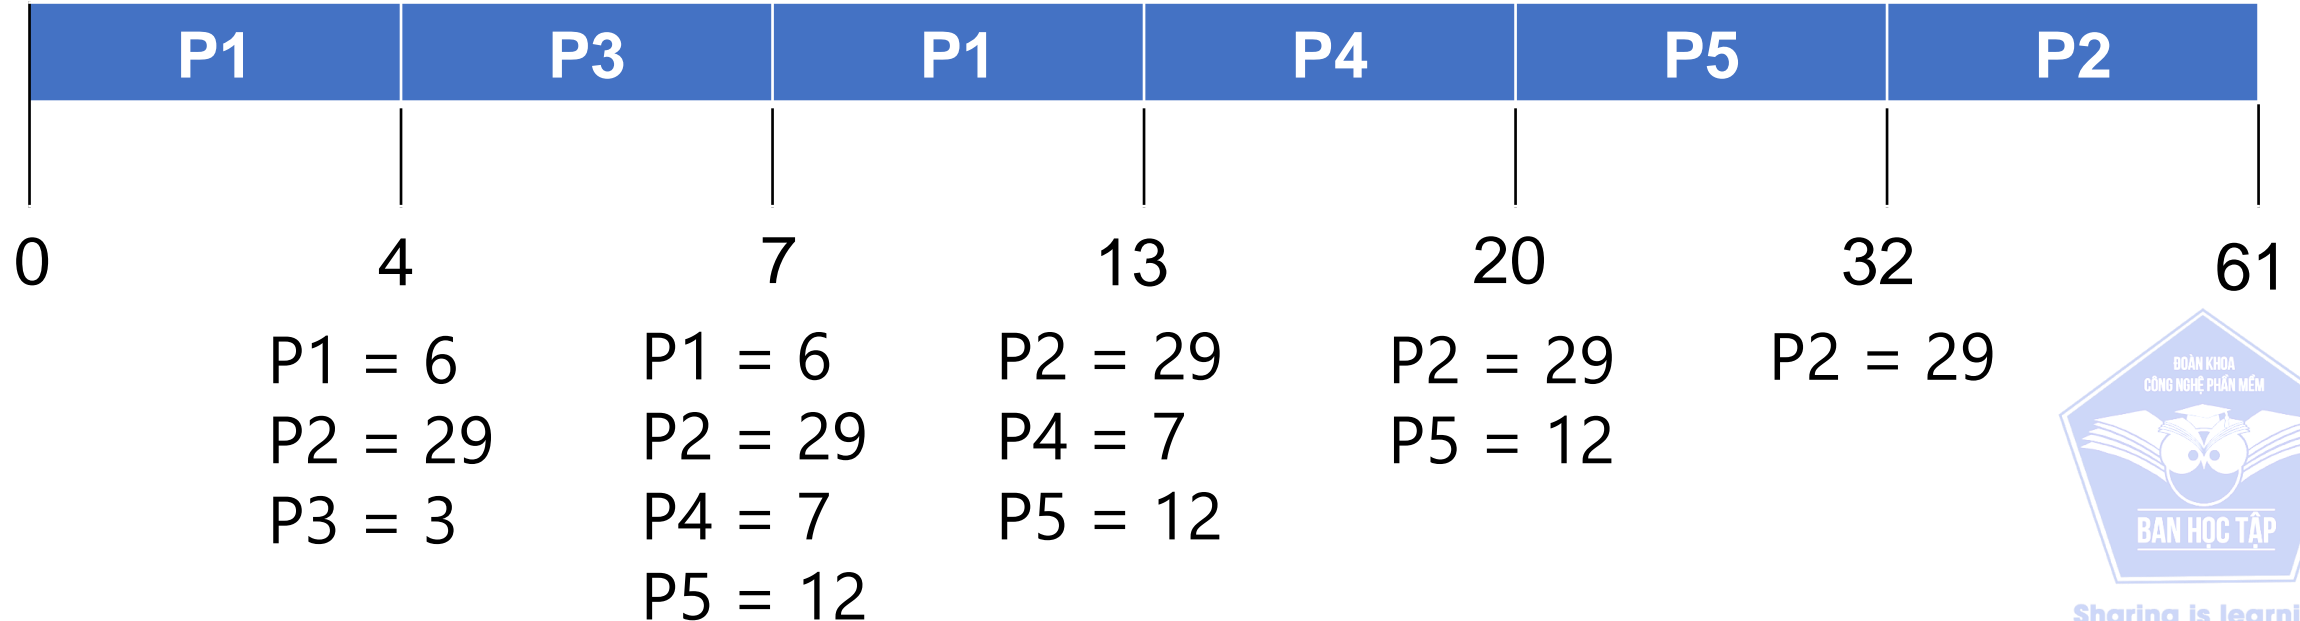 P1 P3 P1 P4 P5 P2
0 4 7 13 20 32 61
P1 = 6
P2 = 29
P3 = 3
P1 = 6
P2 = 29
P4 = 7
P5 = 12
P2 = 29
P4 = 7
P5 = 12
P2 = 29
P5 = 12
P2 = 29
ĐOÀN KHOA
CÔNG NGHỆ PHẦN MỀM
BAN HỌC TẬP
Sharing is